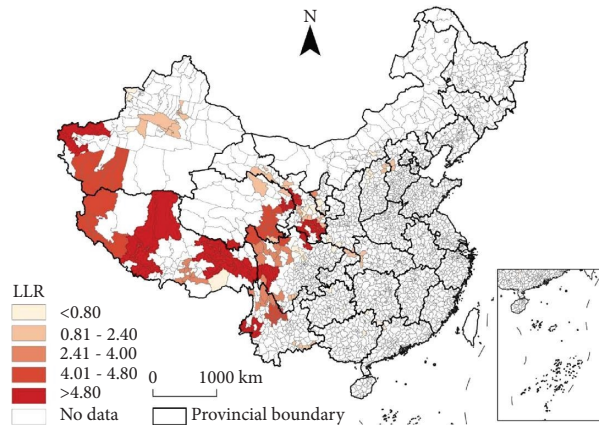 N
LLR
<0.80
0.81 - 2.40
2.41 - 4.00
4.01 - 4.80
>4.80
No data
0 1000 km
Provincial boundary